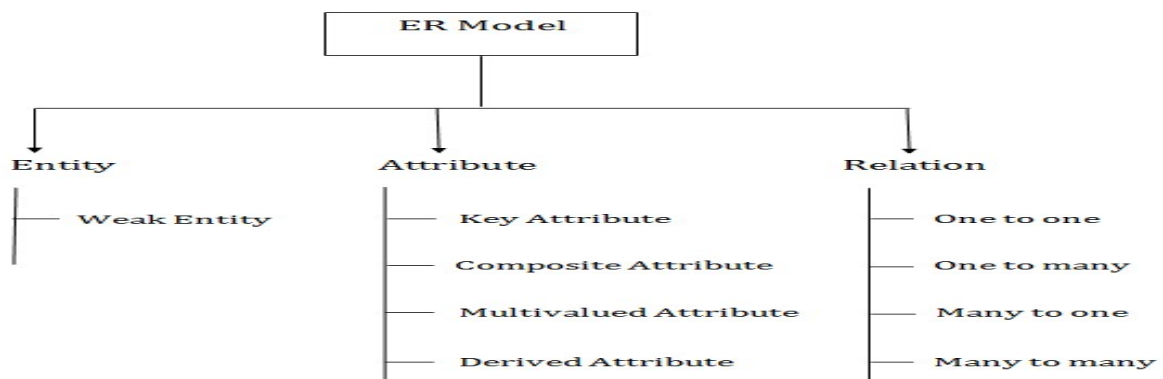 ER Model
Entity
Attribute
Relation
Weak Entity
Key Attribute
One to one
Composite Attribute
One to many
Multivalued Attribute
Many to one
Derived Attribute
Many to many